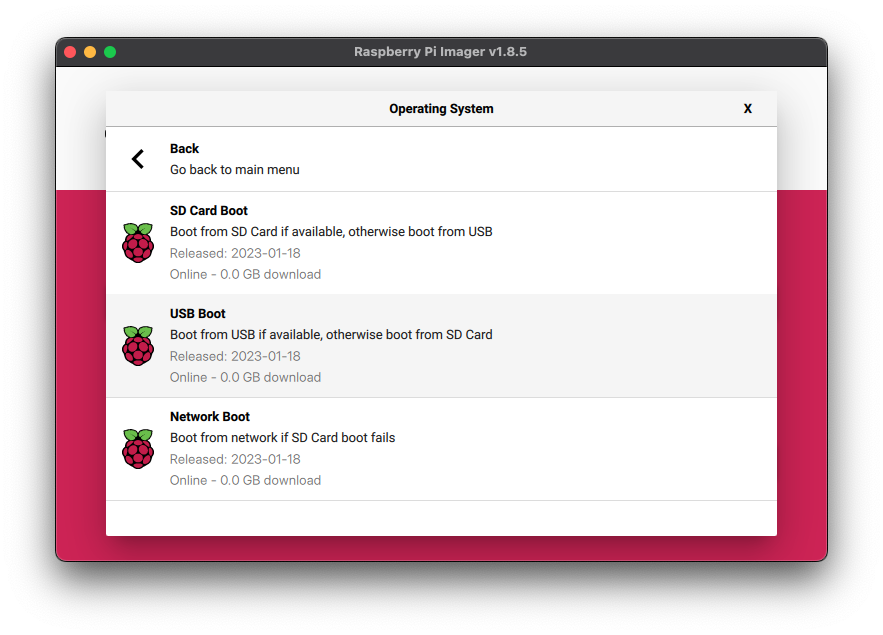 Raspberry Pi Imager v1.8.5
Operating System
X
Back
Go back to main menu
SD Card Boot
Boot from SD Card if available, otherwise boot from USB
Released: 2023-01-18
Online - 0.0 GB download
USB Boot
Boot from USB if available, otherwise boot from SD Card
Released: 2023-01-18
Online - 0.0 GB download
Network Boot
Boot from network if SD Card boot fails
Released: 2023-01-18
Online - 0.0 GB download